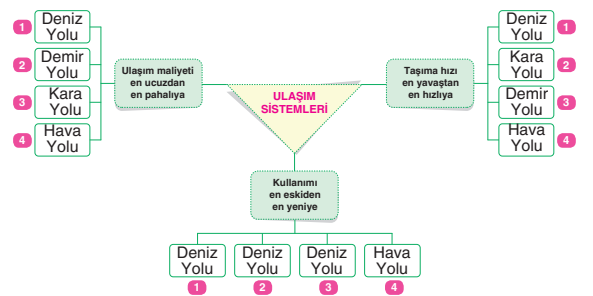 1 Deniz
Yolu
2 Demir
Yolu
3 Kara
Yolu
4 Hava
Yolu
Ulaşım maliyeti
en ucuzdan
en pahalıya
ULAŞIM
SİSTEMLERİ
Taşıma hızı
en yavaştan
en hızlıya
Deniz
Yolu 1
Kara
Yolu 2
Demir
Yolu 3
Hava
Yolu 4
Kullanımı
en eskiden
en yeniye
Deniz
Yolu
1
Deniz
Yolu
2
Deniz
Yolu
3
Hava
Yolu
4